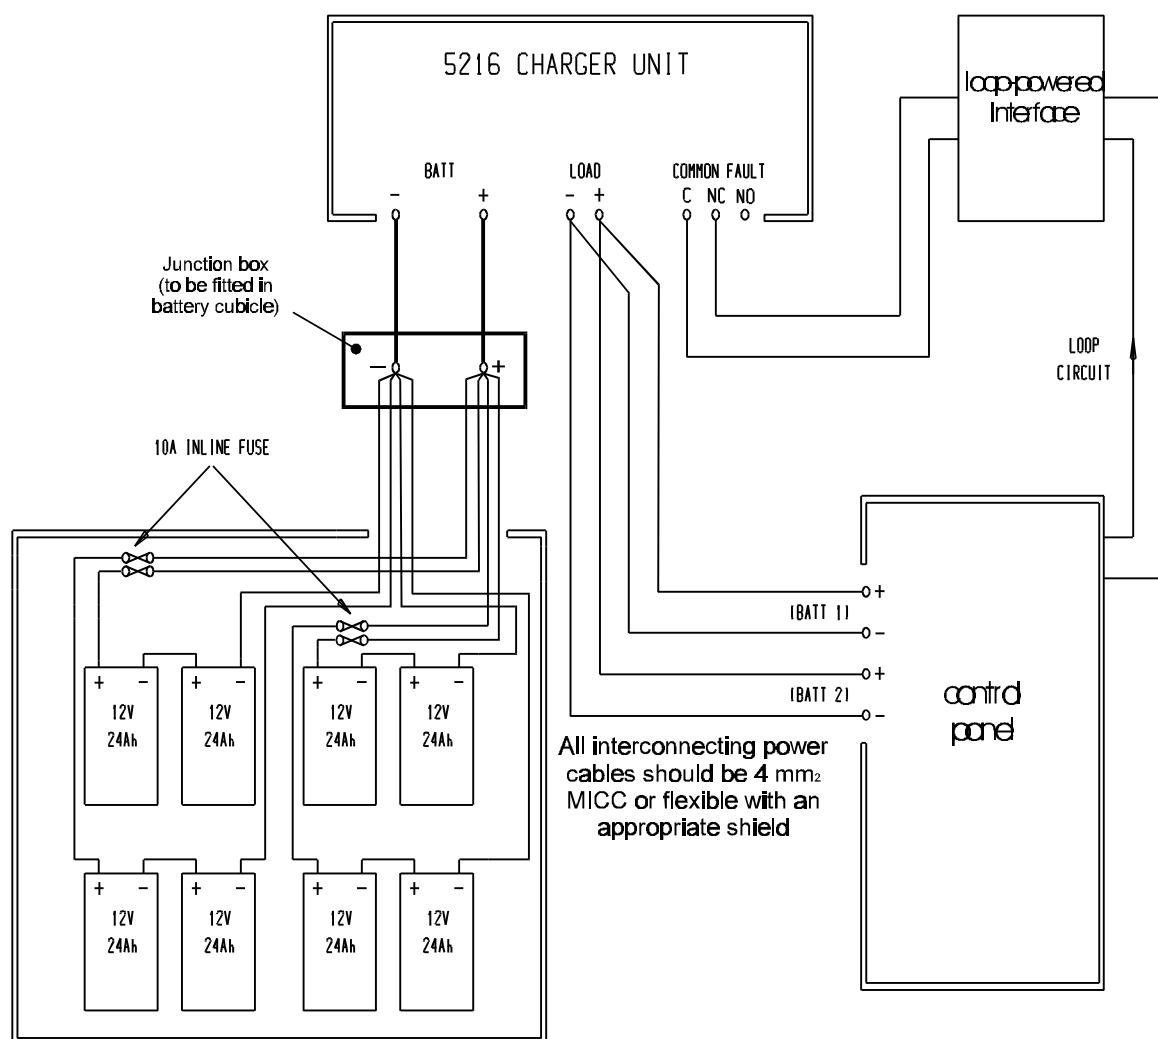 5216 CHARGER UNIT
BATT
- +
LOAD
- +
COMMON FAULT
C NC NO
loop-powered
Interface
Junction box
(to be fitted in
battery cubicle)
- +
LOOP
CIRCUIT
10A INLINE FUSE
+
(BATT 1)
-
+
(BATT 2)
-
control
panel
+ - + - + - + -
12V 12V 12V 12V
24Ah 24Ah 24Ah 24Ah
All interconnecting power
cables should be 4 mm2
MICC or flexible with an
appropriate shield
+ - + - + - + -
12V 12V 12V 12V
24Ah 24Ah 24Ah 24Ah